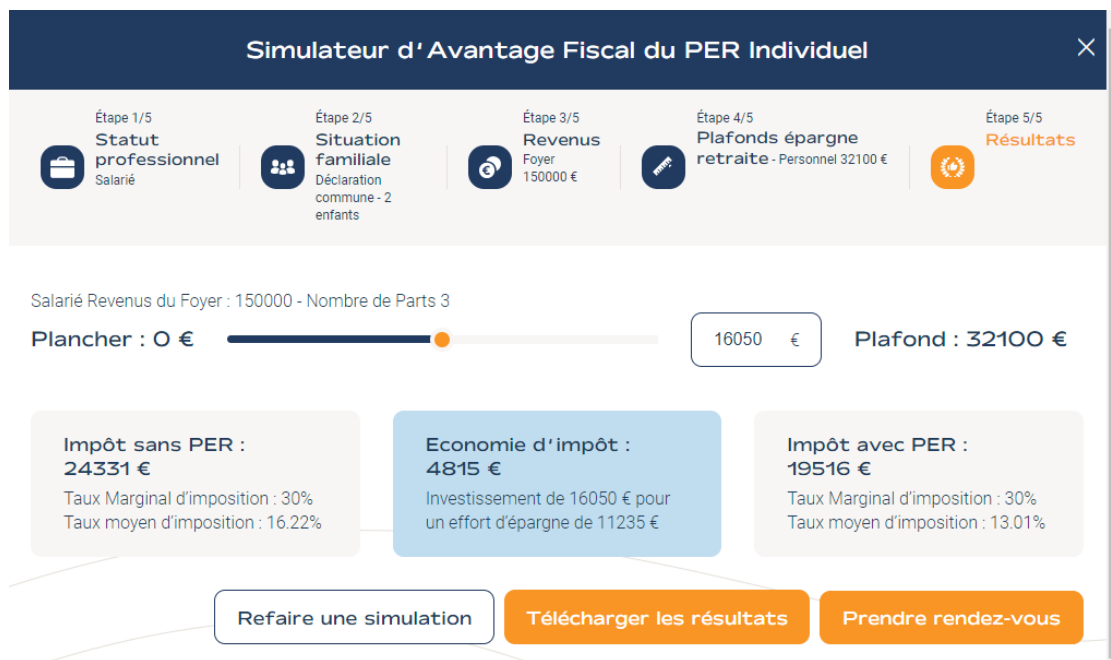 Simulateur d'Avantage Fiscal du PER Individuel
Étape 1/5
Statut
professionnel
Salarié
Étape 2/5
Situation
familiale
Déclaration
commune - 2
enfants
Étape 3/5
Revenus
Foyer
150000 €
Étape 4/5
Plafonds épargne
retraite - Personnel 32100 €
Étape 5/5
Résultats
Salarié Revenus du Foyer : 150000 - Nombre de Parts 3
Plancher : 0 €
16050 €
Plafond : 32100 €
Impôt sans PER :
24331 €
Taux Marginal d'imposition : 30%
Taux moyen d'imposition : 16.22%
Economie d'impôt :
4815 €
Investissement de 16050 € pour
un effort d'épargne de 11235 €
Impôt avec PER :
19516 €
Taux Marginal d'imposition : 30%
Taux moyen d'imposition : 13.01%
Refaire une simulation
Télécharger les résultats
Prendre rendez-vous